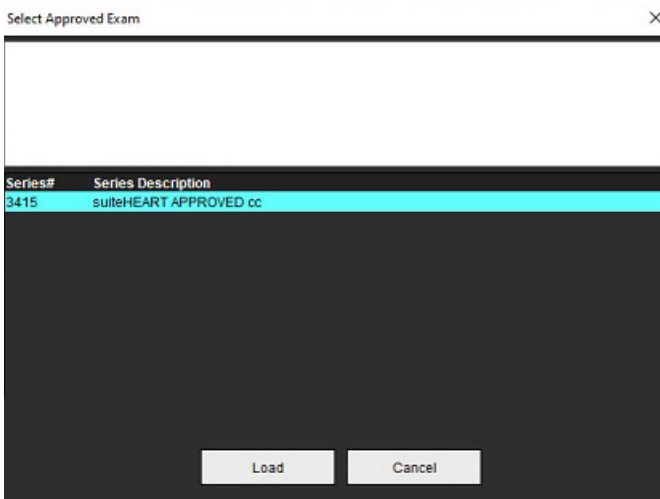 Select Approved Exam
Series# Series Description
3415 suiteHEART APPROVED cc
Load Cancel